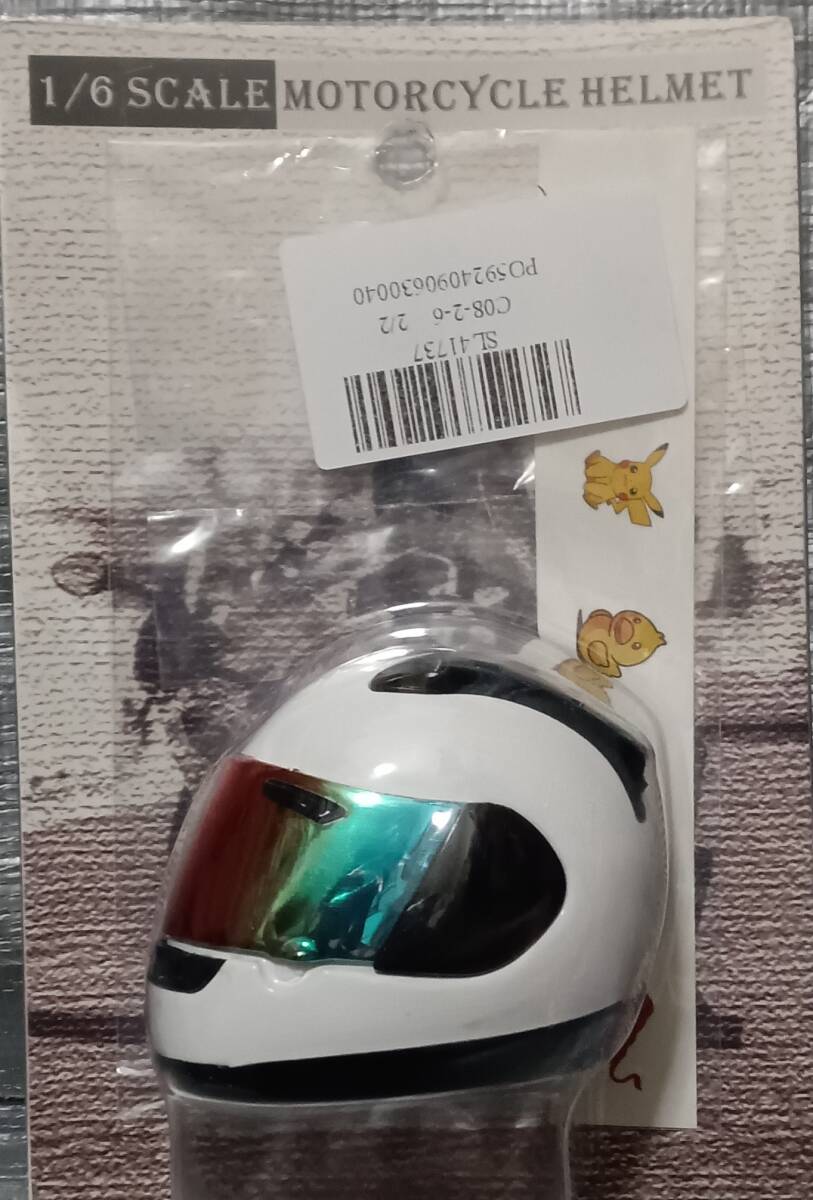 1/6 SCALE MOTORCYCLE HELMET
SL41737
C08-2-6 2/2
PO5924090630040